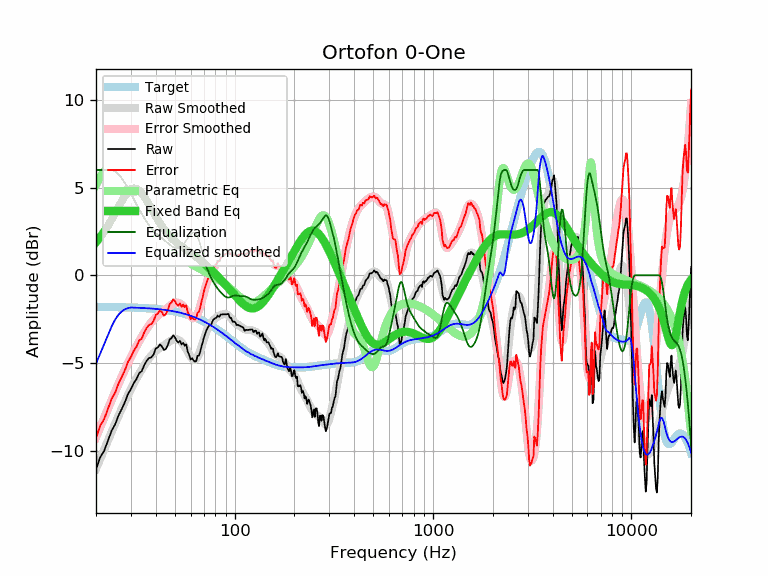 Ortofon 0-One
Target
Raw Smoothed
Error Smoothed
Raw
Error
Parametric Eq
Fixed Band Eq
Equalization
Equalized smoothed
Amplitude (dBr)
10
5
0
−5
−10
100
1000
10000
Frequency (Hz)